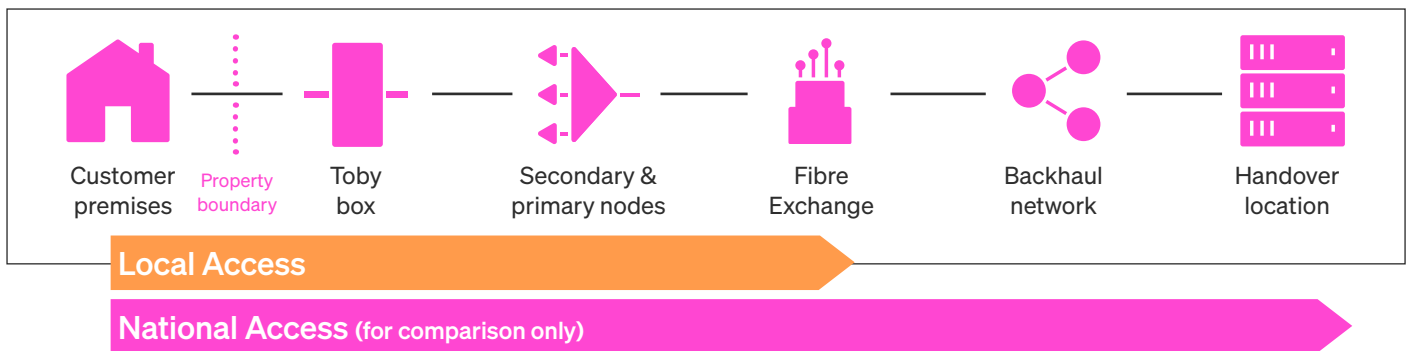 Customer
premises
Property
boundary
Toby
box
Secondary &
primary nodes
Fibre
Exchange
Backhaul
network
Handover
location
Local Access
National Access (for comparison only)